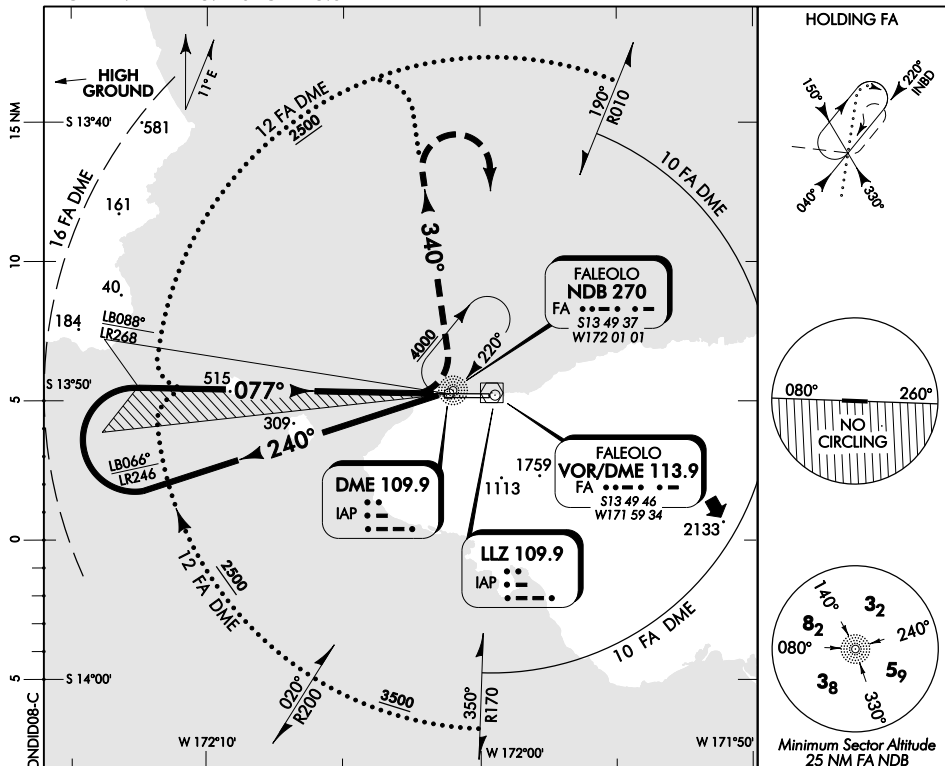 HIGH
GROUND
11° E
15 NM
S 13°40'
581
12 FA DME
2500
190°
R010
10 FA DME
16 FA DME
161
340°
10
40
184
LB088°
LR268
4000
220°
FALEOLO
NDB 270
FA
S13 49 37
W172 01 01
S 13°50'
5
515
077°
309
240°
LB066°
LR246
DME 109.9
IAP
1759
1113
FALEOLO
VOR/DME 113.9
FA
S13 49 46
W171 59 34
2133
LLZ 109.9
IAP
0
12 FA DME
2500
10 FA DME
5
S 14°00'
020°
R200
3500
350°
R170
W 172°10'
W 172°00'
W 171°50'
ONDID08-C
HOLDING FA
150°
220°
INBD
040°
330°
080°
260°
NO
CIRCLING
140°
32
82
240°
080°
38
59
330°
Minimum Sector Altitude
25 NM FA NDB